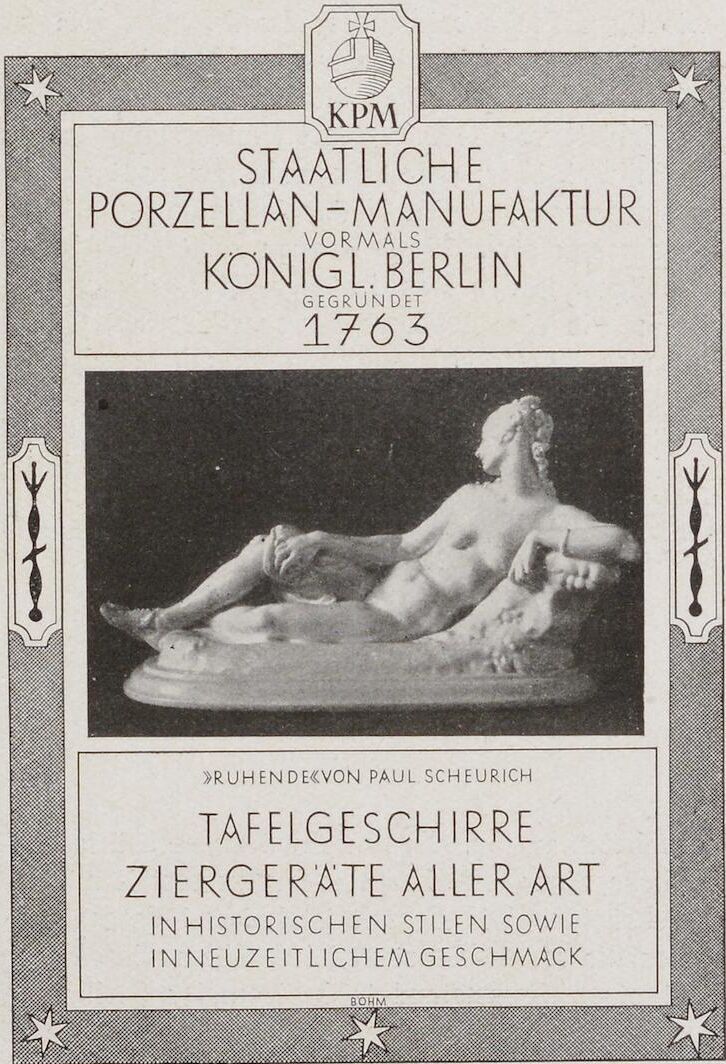 KPM
STAATLICHE
PORZELLAN-MANUFAKTUR
VORMALS
KÖNIGL. BERLIN
GEGRÜNDET
1763
»RUHENDE« VON PAUL SCHEURICH
TAFELGESCHIRRE
ZIERGERÄTE ALLER ART
IN HISTORISCHEN STILEN SOWIE
IN NEUZEITLICHEM GESCHMACK
BÖHM